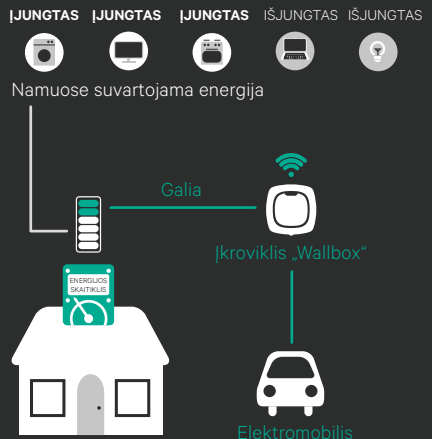 ĮJUNGTAS ĮJUNGTAS ĮJUNGTAS IŠJUNGTAS IŠJUNGTAS
Namuose suvartojama energija
Galia
Įkroviklis „Wallbox“
ENERGIJOS
SKAITIKLIS
Elektromobilis